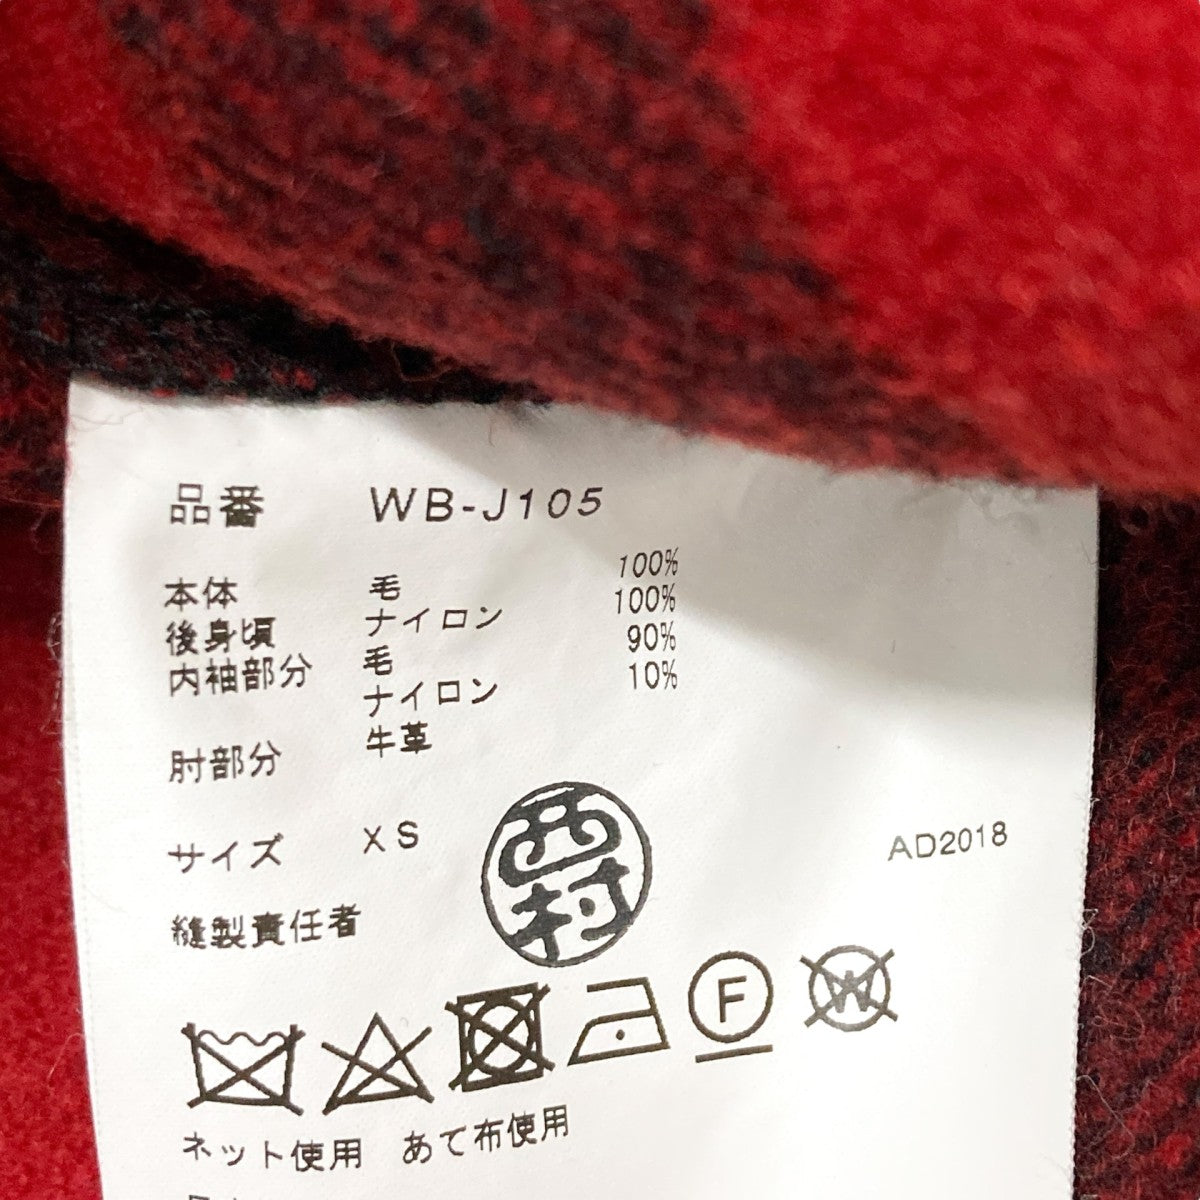 品番 WB-J105
本体 毛 100%
後身頃 ナイロン 100%
内袖部分 毛 90%
ナイロン 10%
肘部分 牛革
サイズ XS
AD2018
縫製責任者 西村
F W
ネット使用 あて布使用